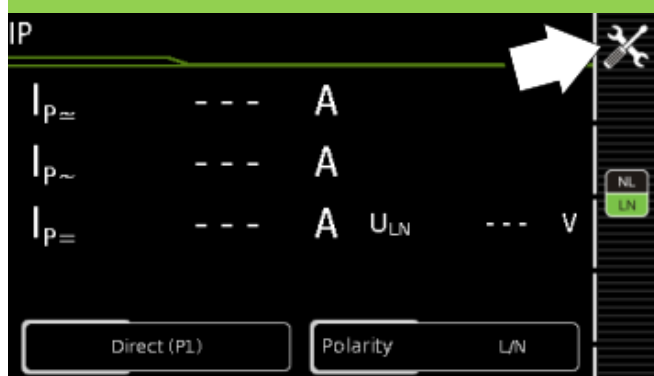 IP
IP≃ --- A
IP~ --- A
NL
LN
IP= --- A ULN --- V
Direct (P1) Polarity L/N